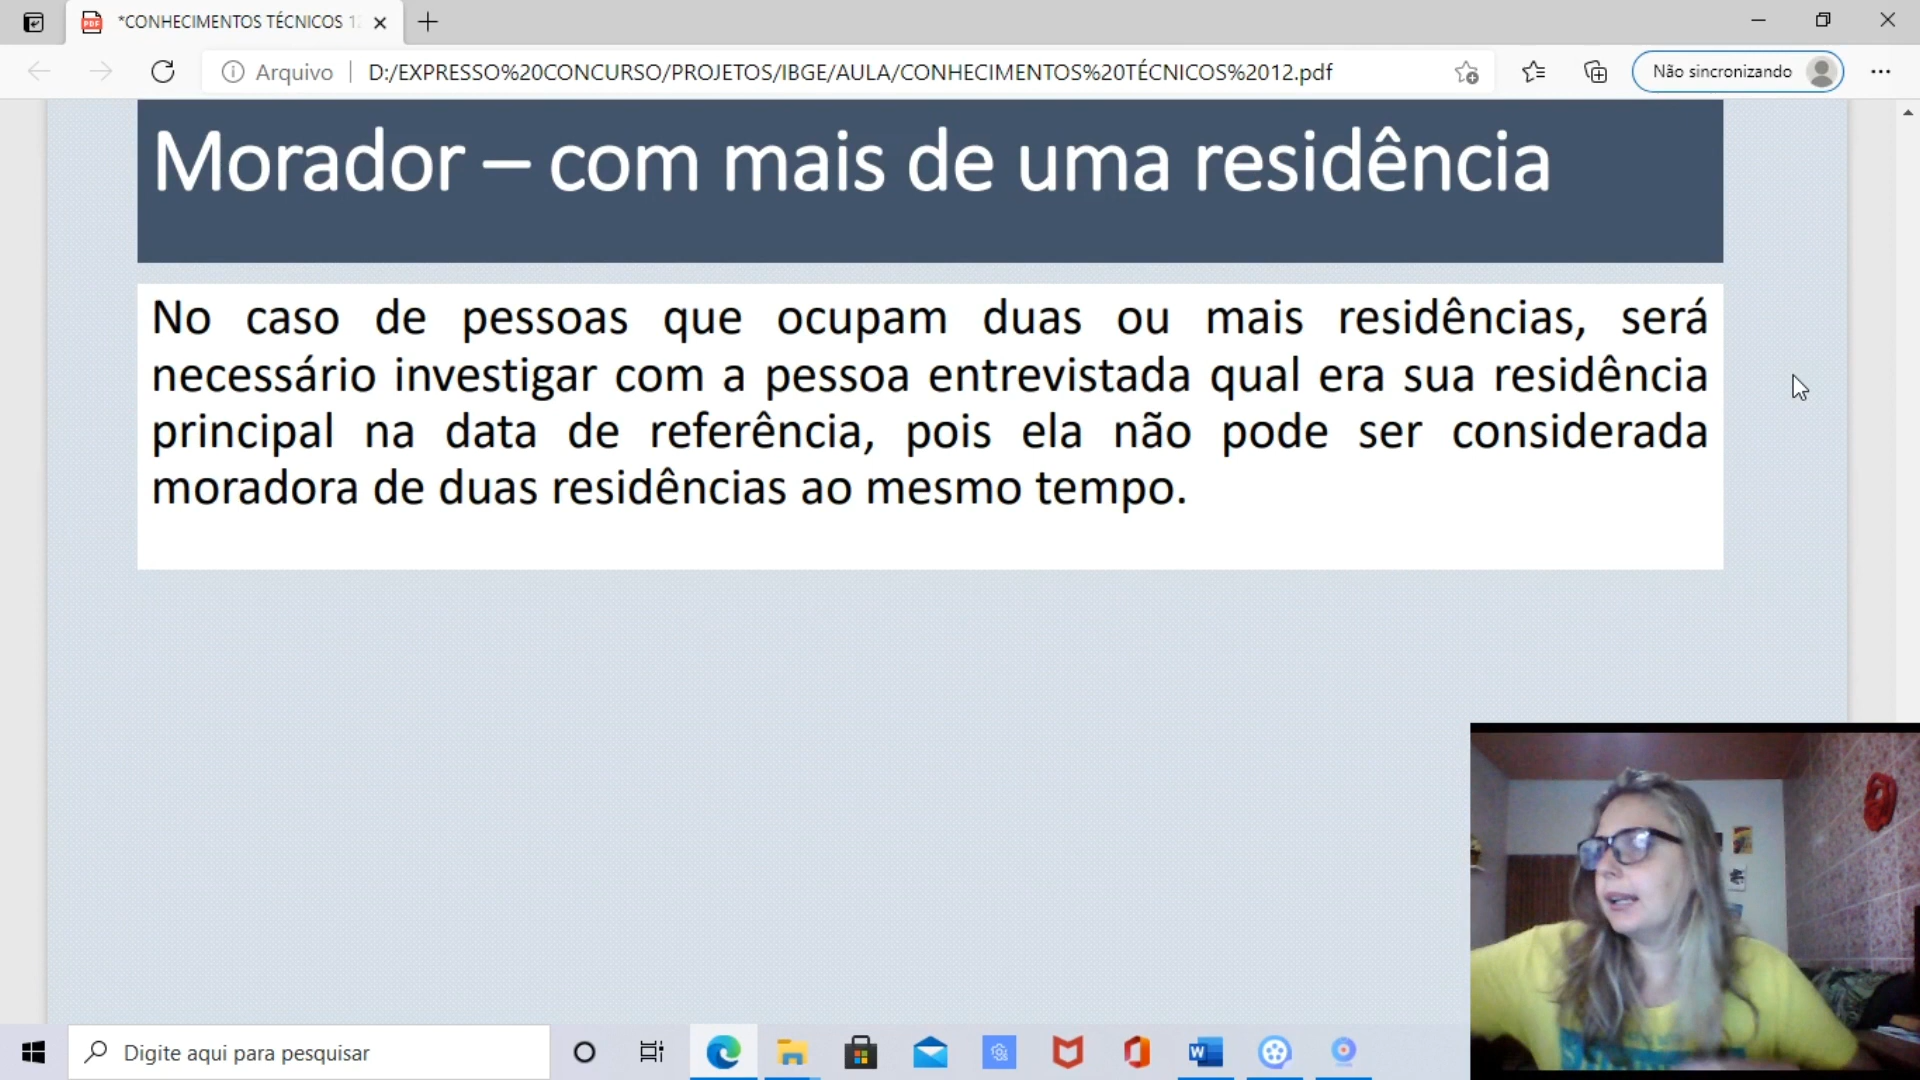 *CONHECIMENTOS TÉCNICOS 12
Arquivo | D:/EXPRESSO%20CONCURSO/PROJETOS/IBGE/AULA/CONHECIMENTOS%20TÉCNICOS%2012.pdf
Não sincronizando
Morador – com mais de uma residência
No caso de pessoas que ocupam duas ou mais residências, será
necessário investigar com a pessoa entrevistada qual era sua residência
principal na data de referência, pois ela não pode ser considerada
moradora de duas residências ao mesmo tempo.
Digite aqui para pesquisar